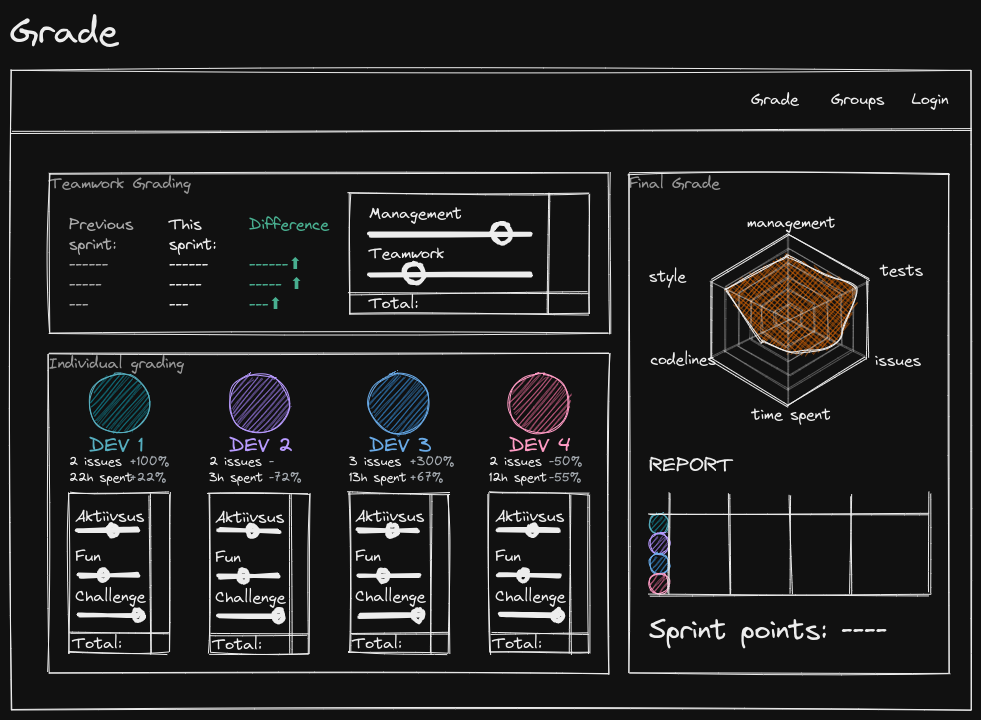 Grade
Grade Groups Login
Teamwork Grading
Previous sprint:
------
-----
---
This sprint:
------
-----
---
Difference
------⬆
----- ⬆
---⬆
Management
Teamwork
Total:
Individual grading
DEV 1
2 issues +100%
22h spent +22%
Aktiivsus
Fun
Challenge
Total:
DEV 2
2 issues -
3h spent -72%
Aktiivsus
Fun
Challenge
Total:
DEV 3
3 issues +300%
13h spent +67%
Aktiivsus
Fun
Challenge
Total:
DEV 4
2 issues -50%
12h spent -55%
Aktiivsus
Fun
Challenge
Total:
Final Grade
management
style
tests
codelines
issues
time spent
REPORT
Sprint points: ----